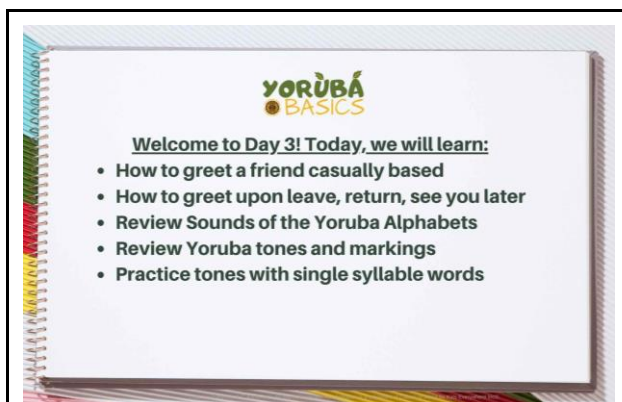 YORÙBÁ
BASICS
Welcome to Day 3! Today, we will learn:
• How to greet a friend casually based
• How to greet upon leave, return, see you later
• Review Sounds of the Yoruba Alphabets
• Review Yoruba tones and markings
• Practice tones with single syllable words